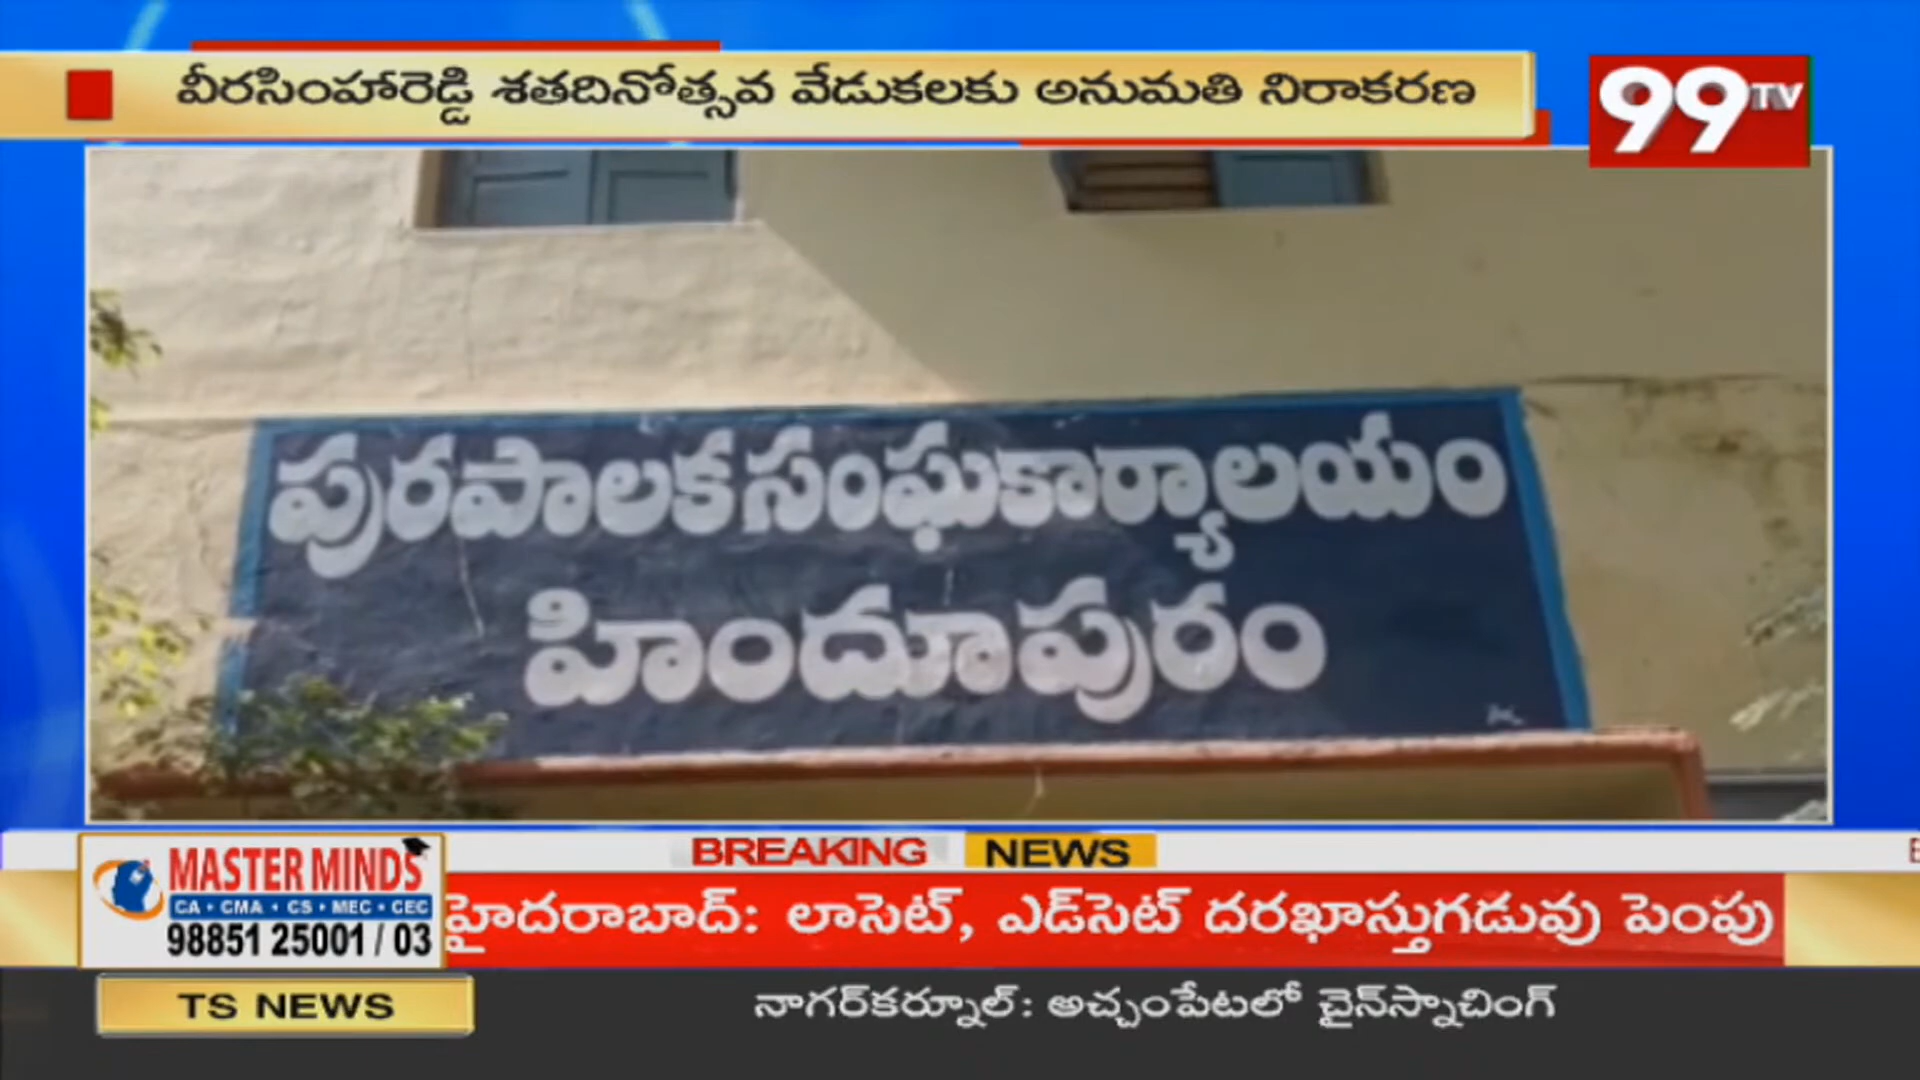 వీరసింహారెడ్డి శతదినోత్సవ వేడుకలకు అనుమతి నిరాకరణ
99TV
పురపాలక సంఘకార్యాలయం
హిందూపురం
BREAKING NEWS
MASTER MINDS
CA • CMA • CS • MEC • CEC
98851 25001 / 03
హైదరాబాద్: లాసెట్, ఎడ్‌సెట్ దరఖాస్తుగడువు పెంపు
TS NEWS
నాగర్‌కర్నూల్: అచ్చంపేటలో చైన్‌స్నాచింగ్